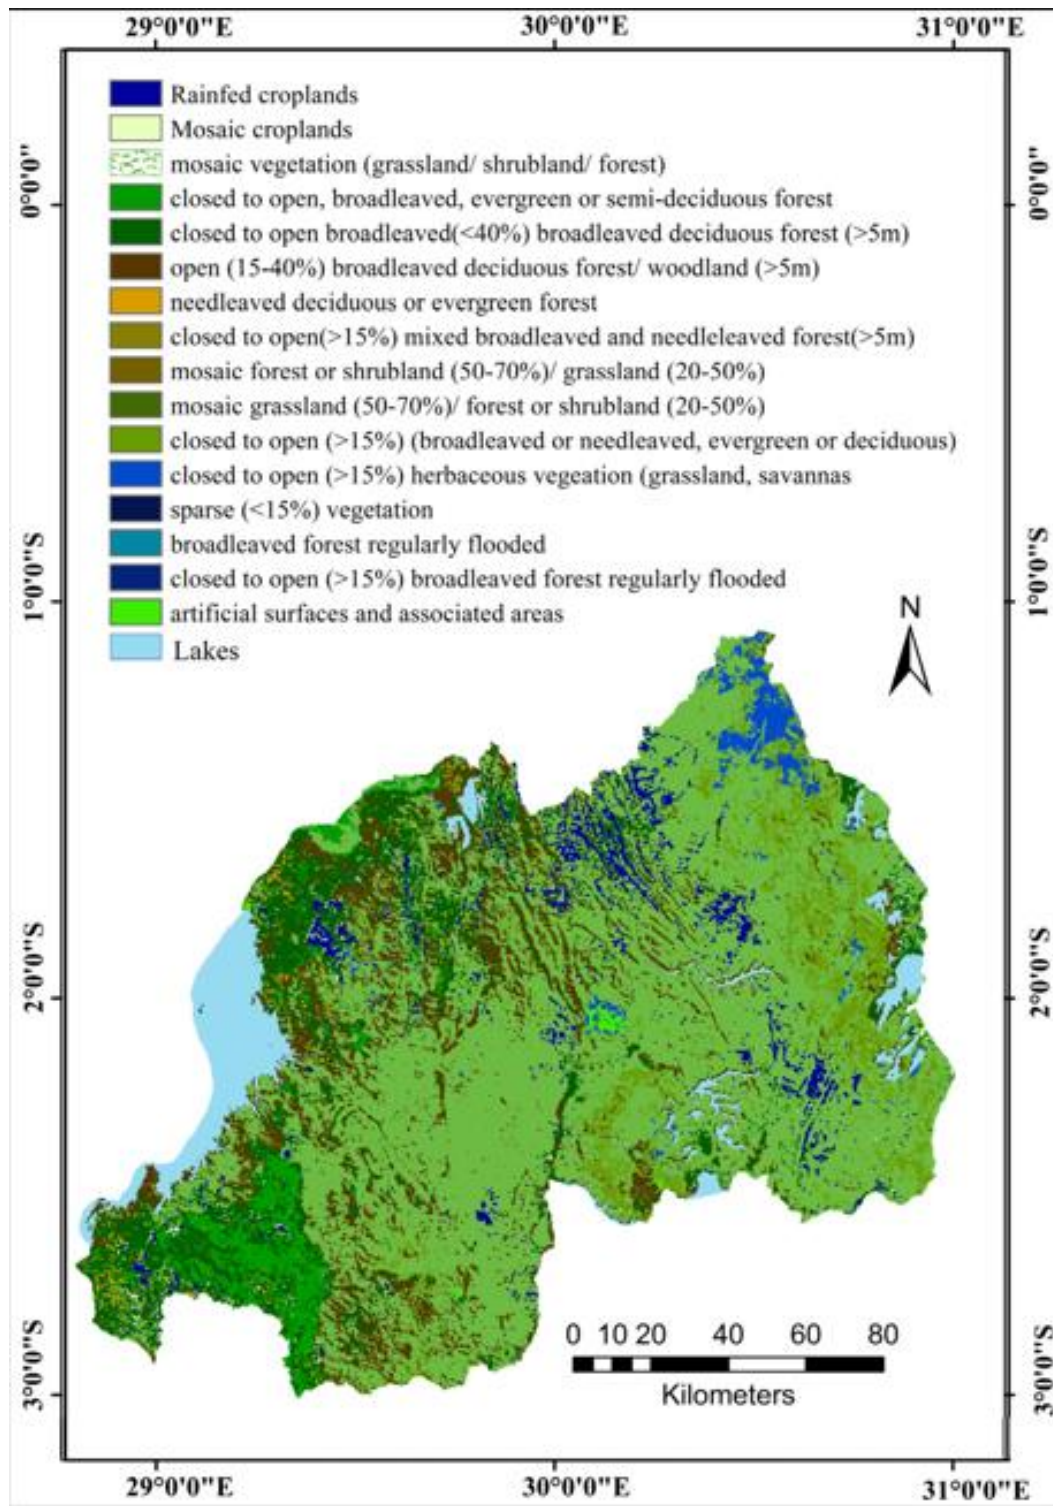 29°0'0"E 30°0'0"E 31°0'0"E
Rainfed croplands
Mosaic croplands
mosaic vegetation (grassland/ shrubland/ forest)
closed to open, broadleaved, evergreen or semi-deciduous forest
closed to open broadleaved(<40%) broadleaved deciduous forest (>5m)
open (15-40%) broadleaved deciduous forest/ woodland (>5m)
needleaved deciduous or evergreen forest
closed to open(>15%) mixed broadleaved and needleleaved forest(>5m)
mosaic forest or shrubland (50-70%)/ grassland (20-50%)
mosaic grassland (50-70%)/ forest or shrubland (20-50%)
closed to open (>15%) (broadleaved or needleaved, evergreen or deciduous)
closed to open (>15%) herbaceous vegeation (grassland, savannas
sparse (<15%) vegetation
broadleaved forest regularly flooded
closed to open (>15%) broadleaved forest regularly flooded
artificial surfaces and associated areas
Lakes
0°0'0" 0°0'0"
1°0'0"S 1°0'0"S
N
2°0'0"S 2°0'0"S
3°0'0"S 3°0'0"S
0 10 20 40 60 80
Kilometers
29°0'0"E 30°0'0"E 31°0'0"E